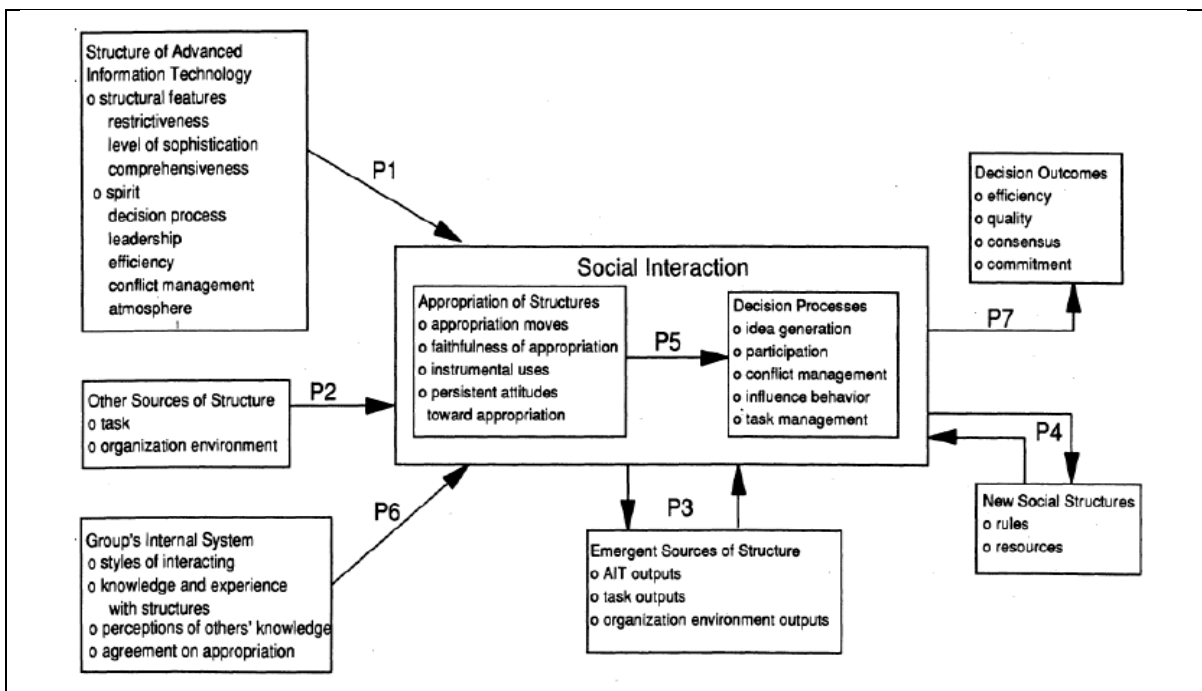 Structure of Advanced
Information Technology
o structural features
restrictiveness
level of sophistication
comprehensiveness
o spirit
decision process
leadership
efficiency
conflict management
atmosphere
P1
Other Sources of Structure
o task
o organization environment
P2
Group's Internal System
o styles of interacting
o knowledge and experience
with structures
o perceptions of others' knowledge
o agreement on appropriation
P6
Social Interaction
Appropriation of Structures
o appropriation moves
o faithfulness of appropriation
o instrumental uses
o persistent attitudes
toward appropriation
P5
Decision Processes
o idea generation
o participation
o conflict management
o influence behavior
o task management
P3
Emergent Sources of Structure
o AIT outputs
o task outputs
o organization environment outputs
Decision Outcomes
o efficiency
o quality
o consensus
o commitment
P7
P4
New Social Structures
o rules
o resources